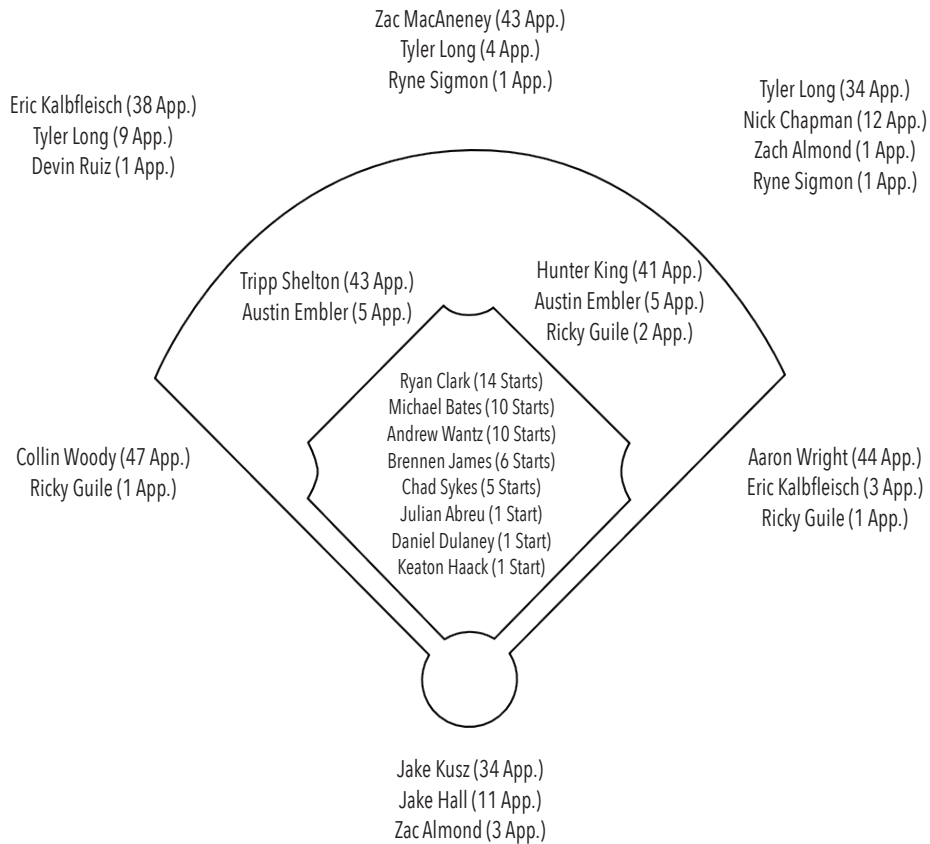 Zac MacAneney (43 App.)
Tyler Long (4 App.)
Ryne Sigmon (1 App.)
Eric Kalbfleisch (38 App.)
Tyler Long (9 App.)
Devin Ruiz (1 App.)
Tyler Long (34 App.)
Nick Chapman (12 App.)
Zach Almond (1 App.)
Ryne Sigmon (1 App.)
Tripp Shelton (43 App.)
Austin Embler (5 App.)
Hunter King (41 App.)
Austin Embler (5 App.)
Ricky Guile (2 App.)
Ryan Clark (14 Starts)
Michael Bates (10 Starts)
Andrew Wantz (10 Starts)
Brennen James (6 Starts)
Chad Sykes (5 Starts)
Julian Abreu (1 Start)
Daniel Dulaney (1 Start)
Keaton Haack (1 Start)
Collin Woody (47 App.)
Ricky Guile (1 App.)
Aaron Wright (44 App.)
Eric Kalbfleisch (3 App.)
Ricky Guile (1 App.)
Jake Kusz (34 App.)
Jake Hall (11 App.)
Zac Almond (3 App.)